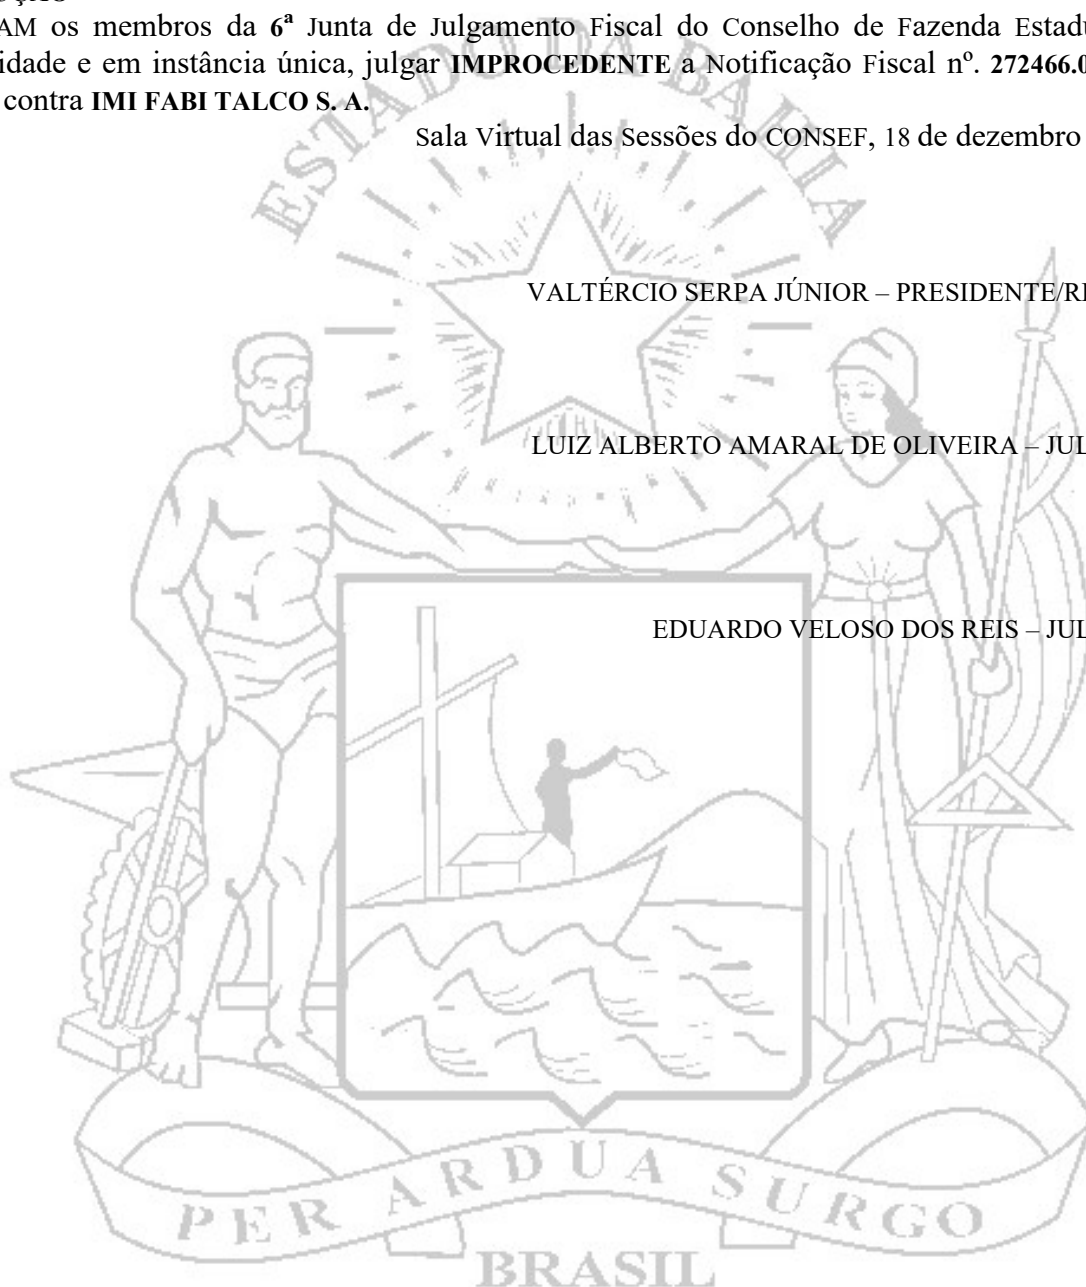 AM os membros da 6ª Junta de Julgamento Fiscal do Conselho de Fazenda Estadu
idade e em instância única, julgar IMPROCEDENTE a Notificação Fiscal nº. 272466.0
contra IMI FABI TALCO S. A.
Sala Virtual das Sessões do CONSEF, 18 de dezembro
ESTADO DA BAHIA
VALTÉRCIO SERPA JÚNIOR – PRESIDENTE/RE
LUIZ ALBERTO AMARAL DE OLIVEIRA – JUL
EDUARDO VELOSO DOS REIS – JUL
PER ARDUA SURGO
BRASIL